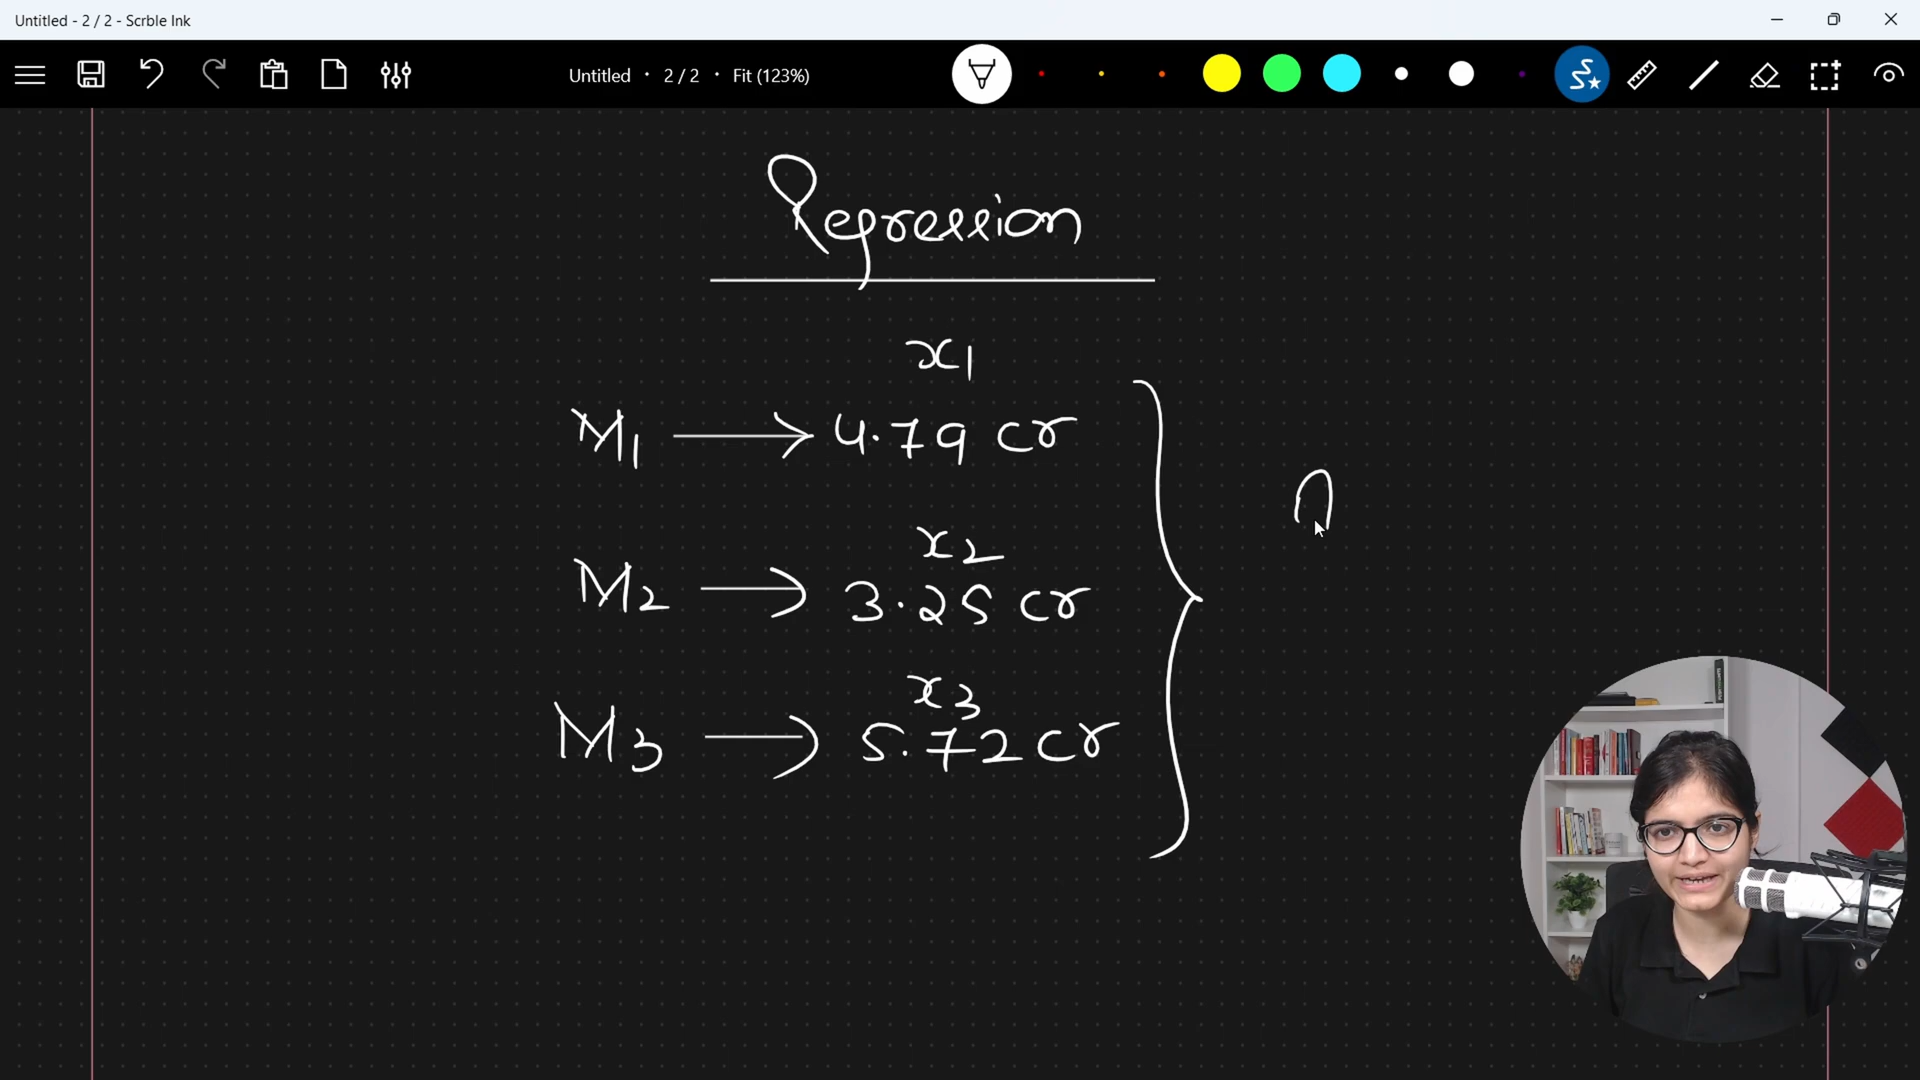 Untitled - 2 / 2 - Scrble Ink
Untitled • 2 / 2 • Fit (123%)
Regression
x1
M1 → 4.79 cr
x2
M2 → 3.25 cr
x3
M3 → 5.72 cr